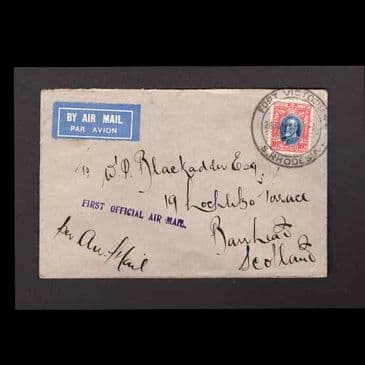 BY AIR MAIL
PAR AVION
FORT VICTORIA
S. RHODESIA.
10d
W. P. Blackadder Esq.
19 Lochlibo Terrace
FIRST OFFICIAL AIR MAIL.
Barrhead
per Air Mail
Scotland